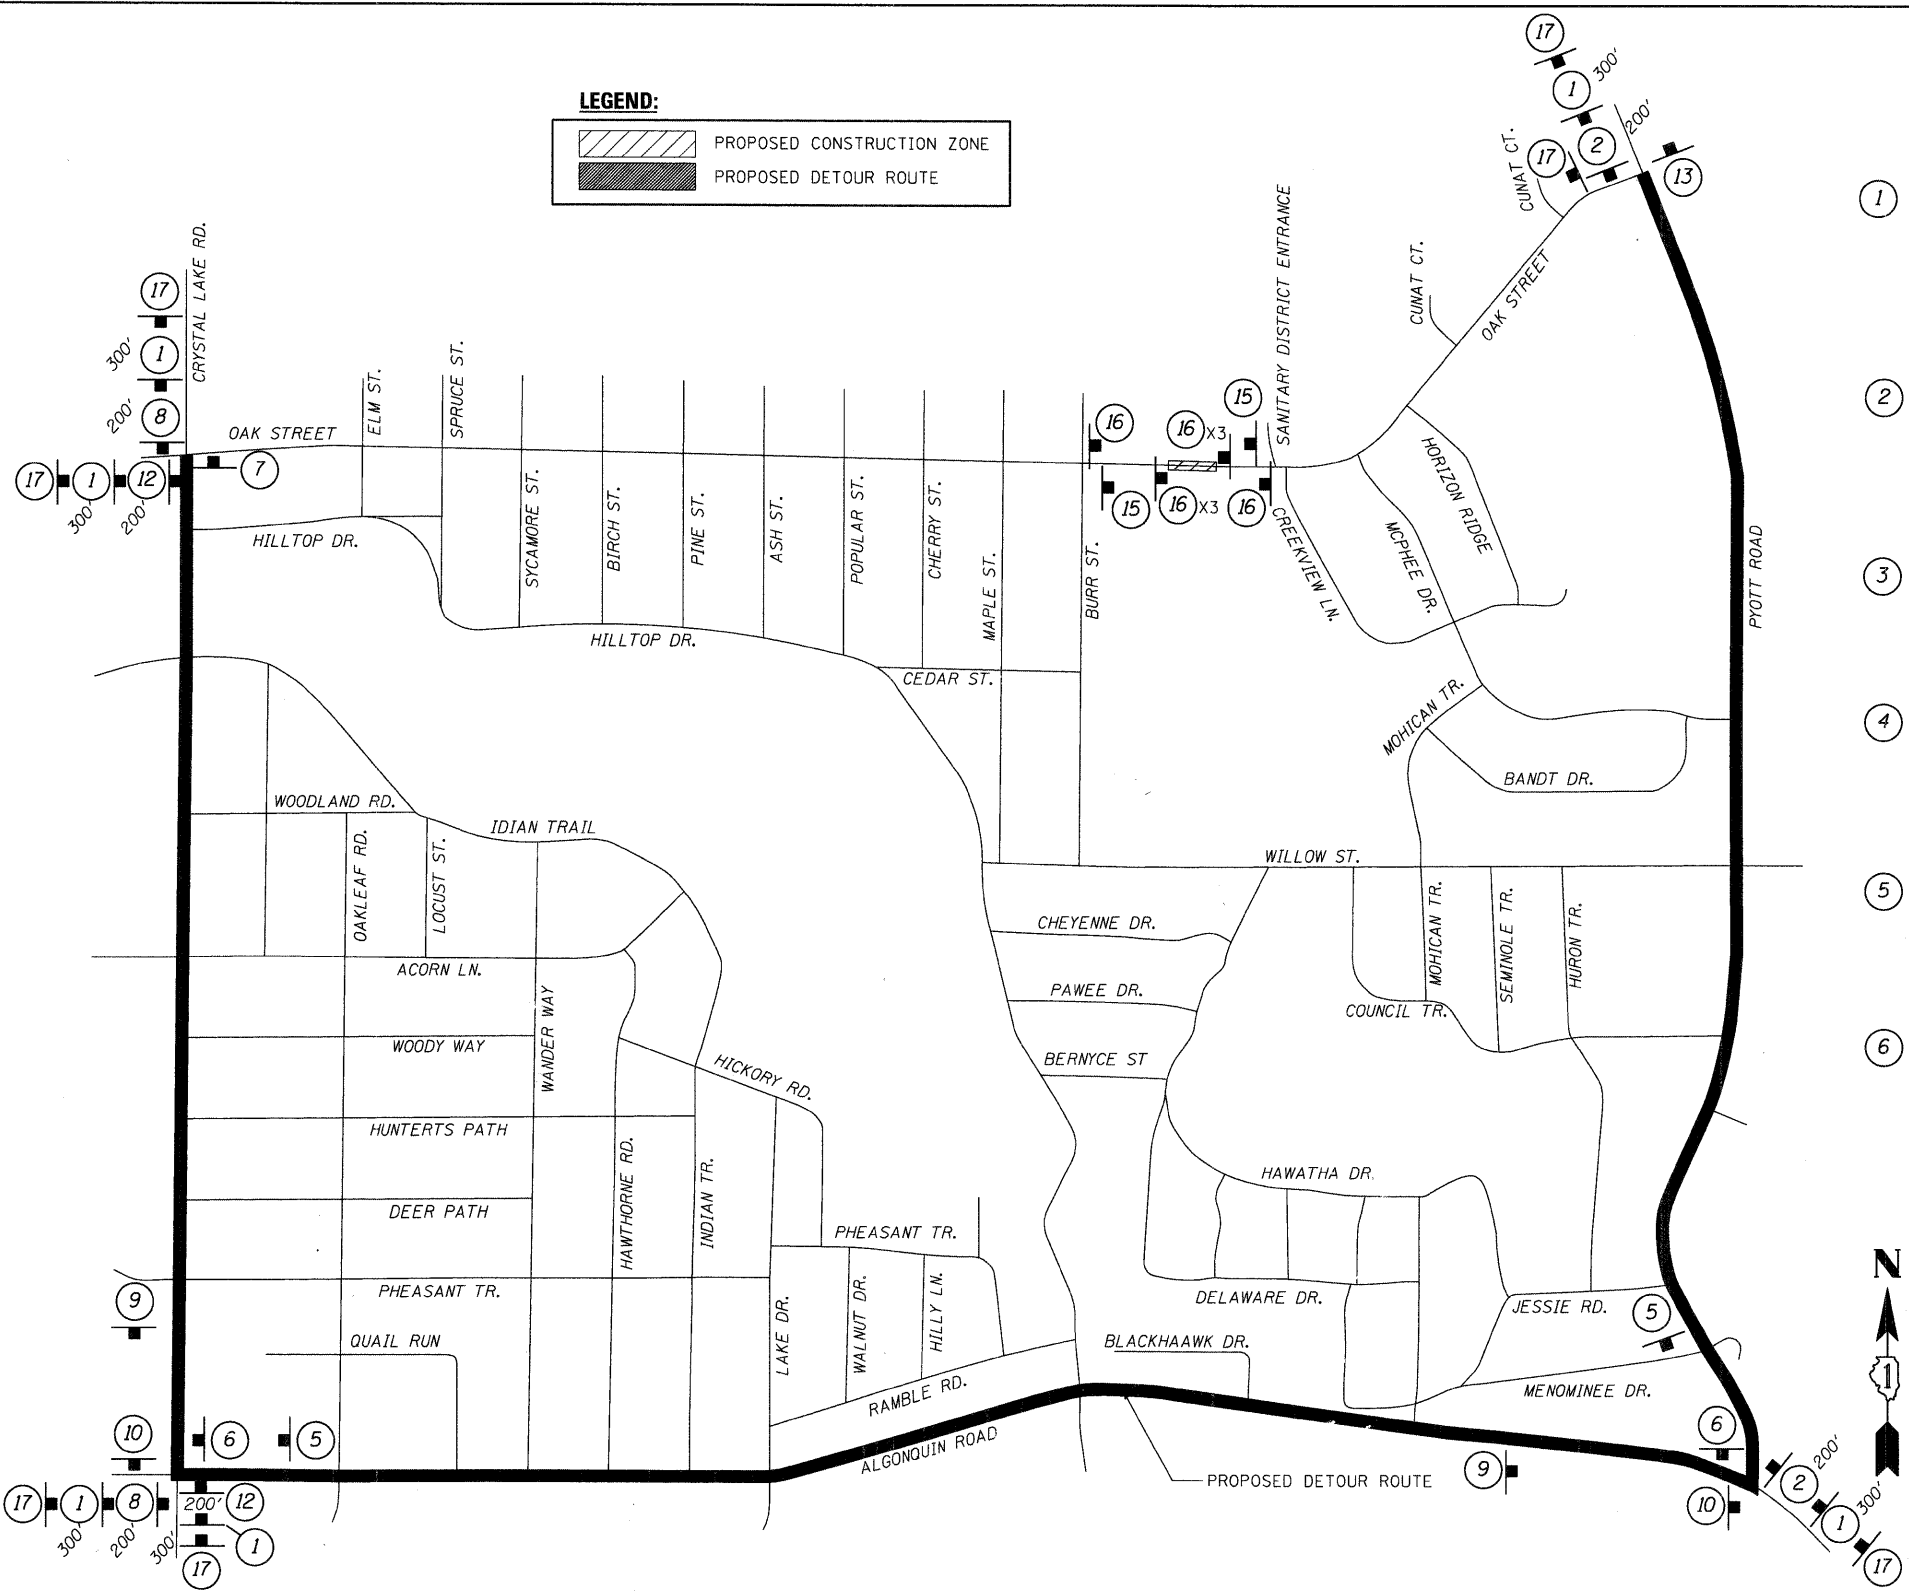 LEGEND:
PROPOSED CONSTRUCTION ZONE
PROPOSED DETOUR ROUTE
17
1
300'
2
200'
17
13
CUNAT CT.
1
CRYSTAL LAKE RD.
17
300'
1
200'
8
17
1
12
300'
200'
7
OAK STREET
ELM ST.
SPRUCE ST.
SYCAMORE ST.
BIRCH ST.
PINE ST.
ASH ST.
POPULAR ST.
CHERRY ST.
MAPLE ST.
BURR ST.
16
15
16 X3
16 X3
15
16
SANITARY DISTRICT ENTRANCE
CUNAT CT.
OAK STREET
2
HORIZON RIDGE
MCPHEE DR.
CREEKVIEW LN.
PYOTT ROAD
3
HILLTOP DR.
HILLTOP DR.
CEDAR ST.
MOHICAN TR.
4
BANDT DR.
WOODLAND RD.
IDIAN TRAIL
OAKLEAF RD.
LOCUST ST.
WILLOW ST.
5
CHEYENNE DR.
MOHICAN TR.
SEMINOLE TR.
HURON TR.
ACORN LN.
PAWEE DR.
COUNCIL TR.
WANDER WAY
WOODY WAY
HICKORY RD.
BERNYCE ST
6
HUNTERTS PATH
HAWTHORNE RD.
INDIAN TR.
HAWATHA DR.
DEER PATH
PHEASANT TR.
N
1
9
PHEASANT TR.
LAKE DR.
WALNUT DR.
HILLY LN.
DELAWARE DR.
JESSIE RD.
5
QUAIL RUN
BLACKHAAWK DR.
RAMBLE RD.
MENOMINEE DR.
10
6
5
ALGONQUIN ROAD
6
9
PROPOSED DETOUR ROUTE
10
2
200'
1
300'
17
17
1
8
200'
12
300'
200'
300'
1
17